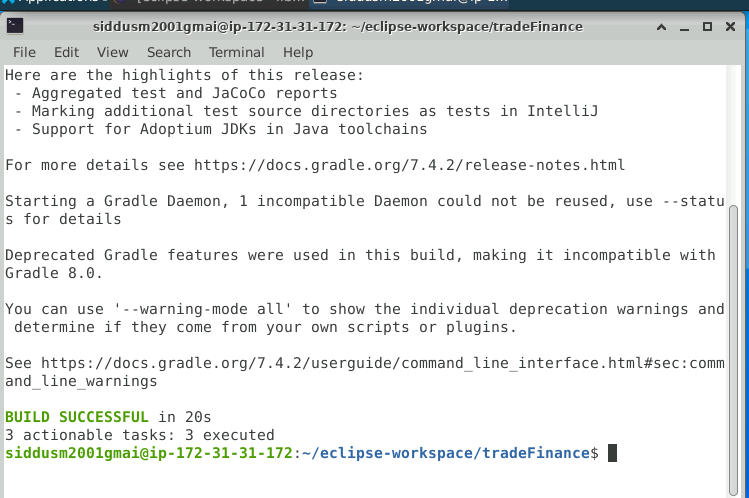 siddusm2001gmai@ip-172-31-31-172: ~/eclipse-workspace/tradeFinance
File Edit View Search Terminal Help
Here are the highlights of this release:
 - Aggregated test and JaCoCo reports
 - Marking additional test source directories as tests in IntelliJ
 - Support for Adoptium JDKs in Java toolchains
For more details see https://docs.gradle.org/7.4.2/release-notes.html
Starting a Gradle Daemon, 1 incompatible Daemon could not be reused, use --statu
s for details
Deprecated Gradle features were used in this build, making it incompatible with
Gradle 8.0.
You can use '--warning-mode all' to show the individual deprecation warnings and
 determine if they come from your own scripts or plugins.
See https://docs.gradle.org/7.4.2/userguide/command_line_interface.html#sec:comm
and_line_warnings
BUILD SUCCESSFUL in 20s
3 actionable tasks: 3 executed
siddusm2001gmai@ip-172-31-31-172:~/eclipse-workspace/tradeFinance$